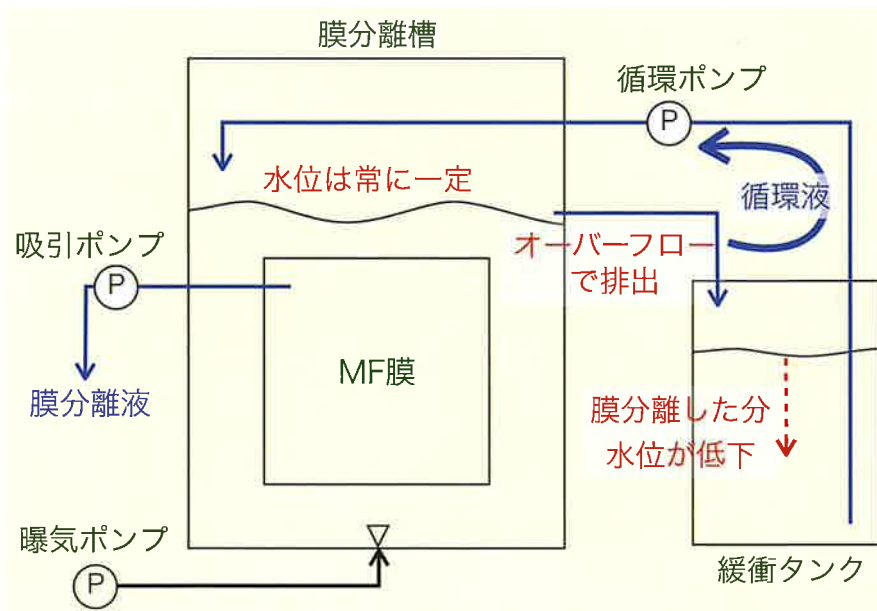 膜分離槽
循環ポンプ
P
水位は常に一定
循環液
吸引ポンプ
P
オーバーフロー
で排出
MF膜
膜分離液
膜分離した分
水位が低下
曝気ポンプ
P
緩衝タンク